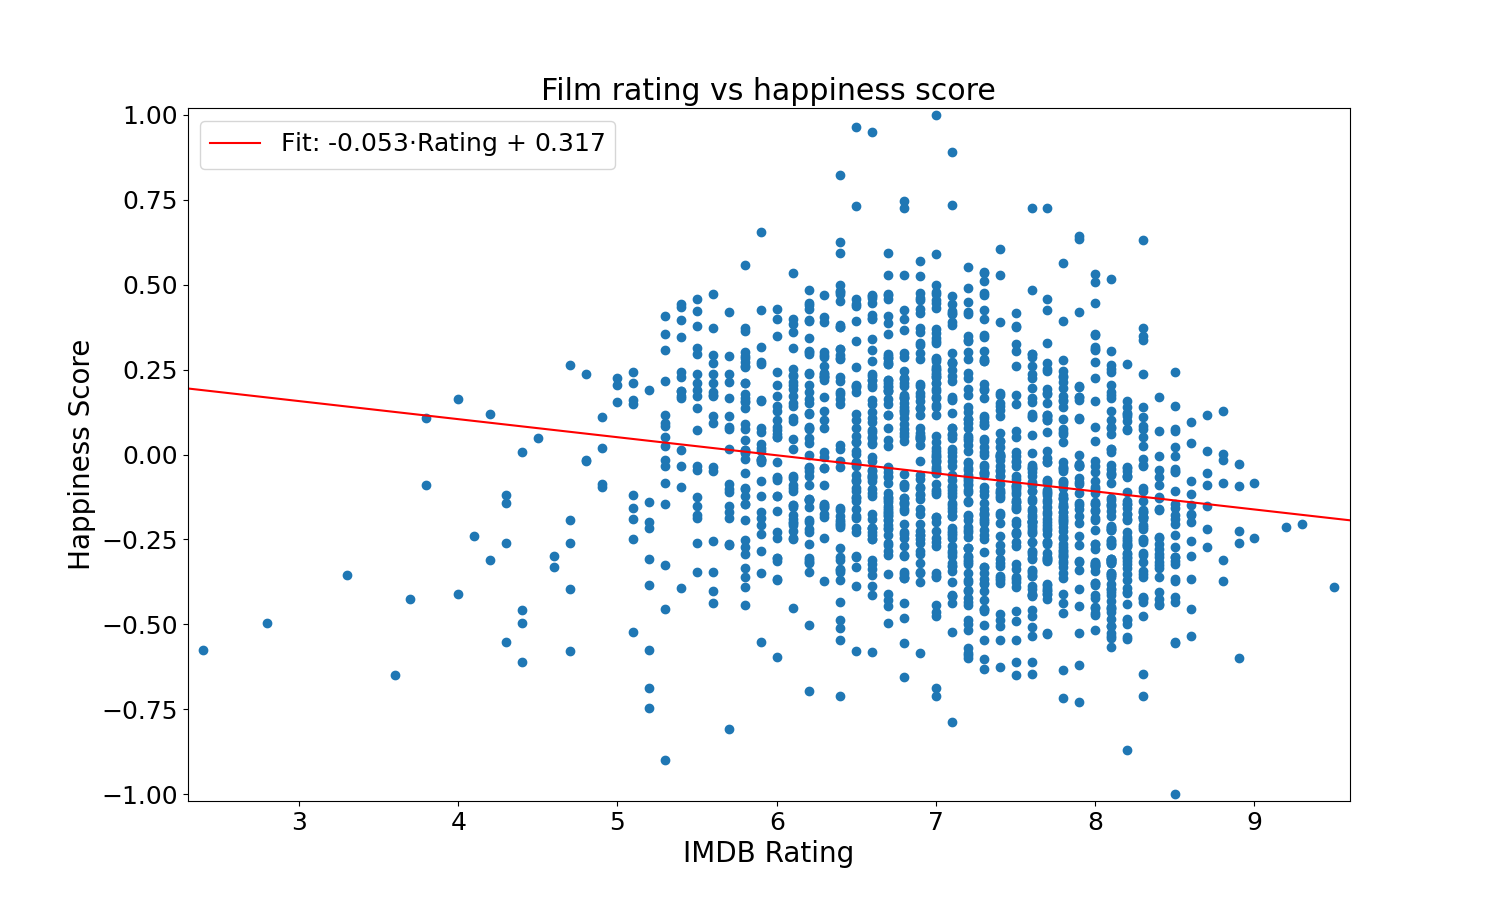 Film rating vs happiness score
Fit: -0.053·Rating + 0.317
1.00
0.75
0.50
0.25
0.00
−0.25
−0.50
−0.75
−1.00
Happiness Score
3 4 5 6 7 8 9
IMDB Rating